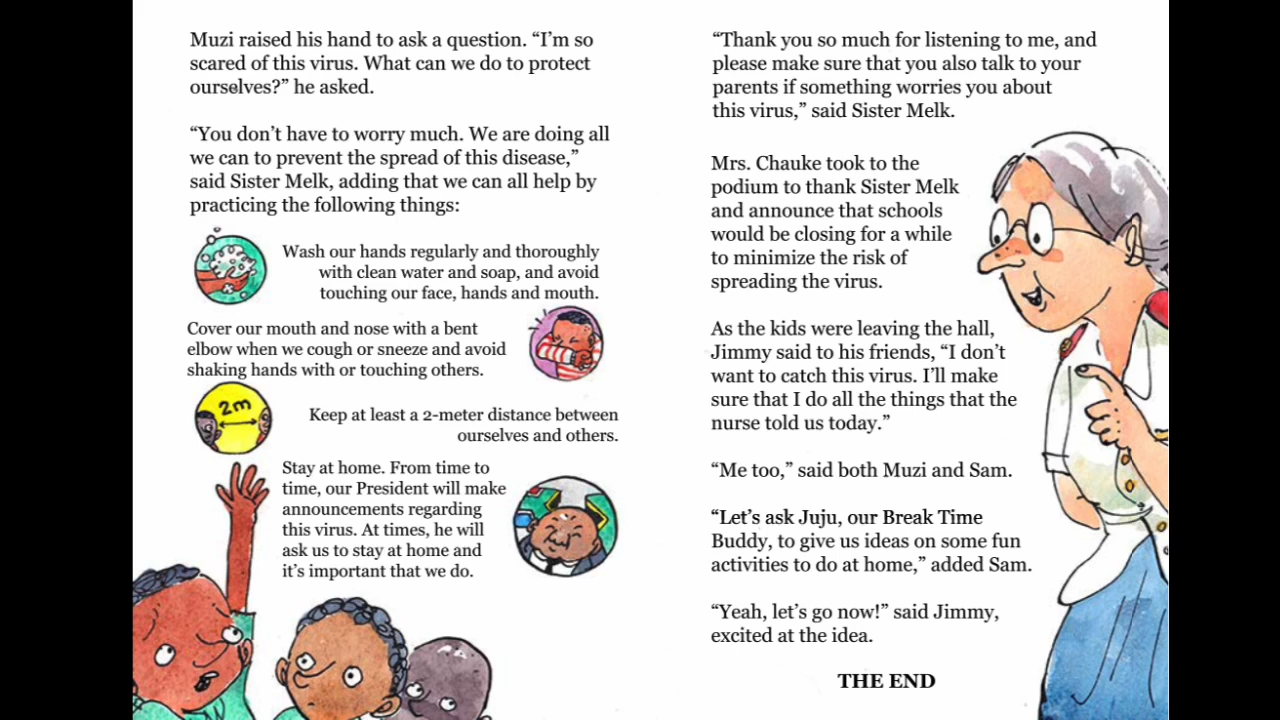 Muzi raised his hand to ask a question. “I’m so
scared of this virus. What can we do to protect
ourselves?” he asked.
“You don’t have to worry much. We are doing all
we can to prevent the spread of this disease,”
said Sister Melk, adding that we can all help by
practicing the following things:
Wash our hands regularly and thoroughly
with clean water and soap, and avoid
touching our face, hands and mouth.
Cover our mouth and nose with a bent
elbow when we cough or sneeze and avoid
shaking hands with or touching others.
2m
Keep at least a 2-meter distance between
ourselves and others.
Stay at home. From time to
time, our President will make
announcements regarding
this virus. At times, he will
ask us to stay at home and
it’s important that we do.
“Thank you so much for listening to me, and
please make sure that you also talk to your
parents if something worries you about
this virus,” said Sister Melk.
Mrs. Chauke took to the
podium to thank Sister Melk
and announce that schools
would be closing for a while
to minimize the risk of
spreading the virus.
As the kids were leaving the hall,
Jimmy said to his friends, “I don’t
want to catch this virus. I’ll make
sure that I do all the things that the
nurse told us today.”
“Me too,” said both Muzi and Sam.
“Let’s ask Juju, our Break Time
Buddy, to give us ideas on some fun
activities to do at home,” added Sam.
“Yeah, let’s go now!” said Jimmy,
excited at the idea.
THE END